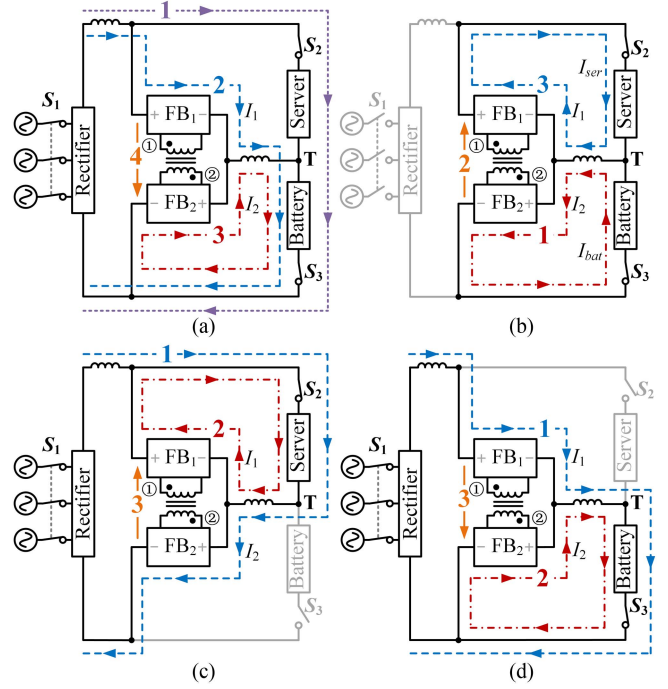 1
S₂
2
I₁
S₁
Rectifier
+ FB₁ −
Server
①
4
T
②
− FB₂ +
I₂
Battery
3
S₃
(a)
S₂
3
I_ser
S₁
Rectifier
+ FB₁ −
I₁
Server
①
2
T
②
− FB₂ +
I₂
Battery
1
I_bat
S₃
(b)
1
S₂
2
S₁
Rectifier
+ FB₁ −
I₁
Server
①
3
T
②
− FB₂ +
I₂
Battery
S₃
(c)
S₂
1
S₁
Rectifier
+ FB₁ −
I₁
Server
①
3
T
②
− FB₂ +
I₂
Battery
2
S₃
(d)